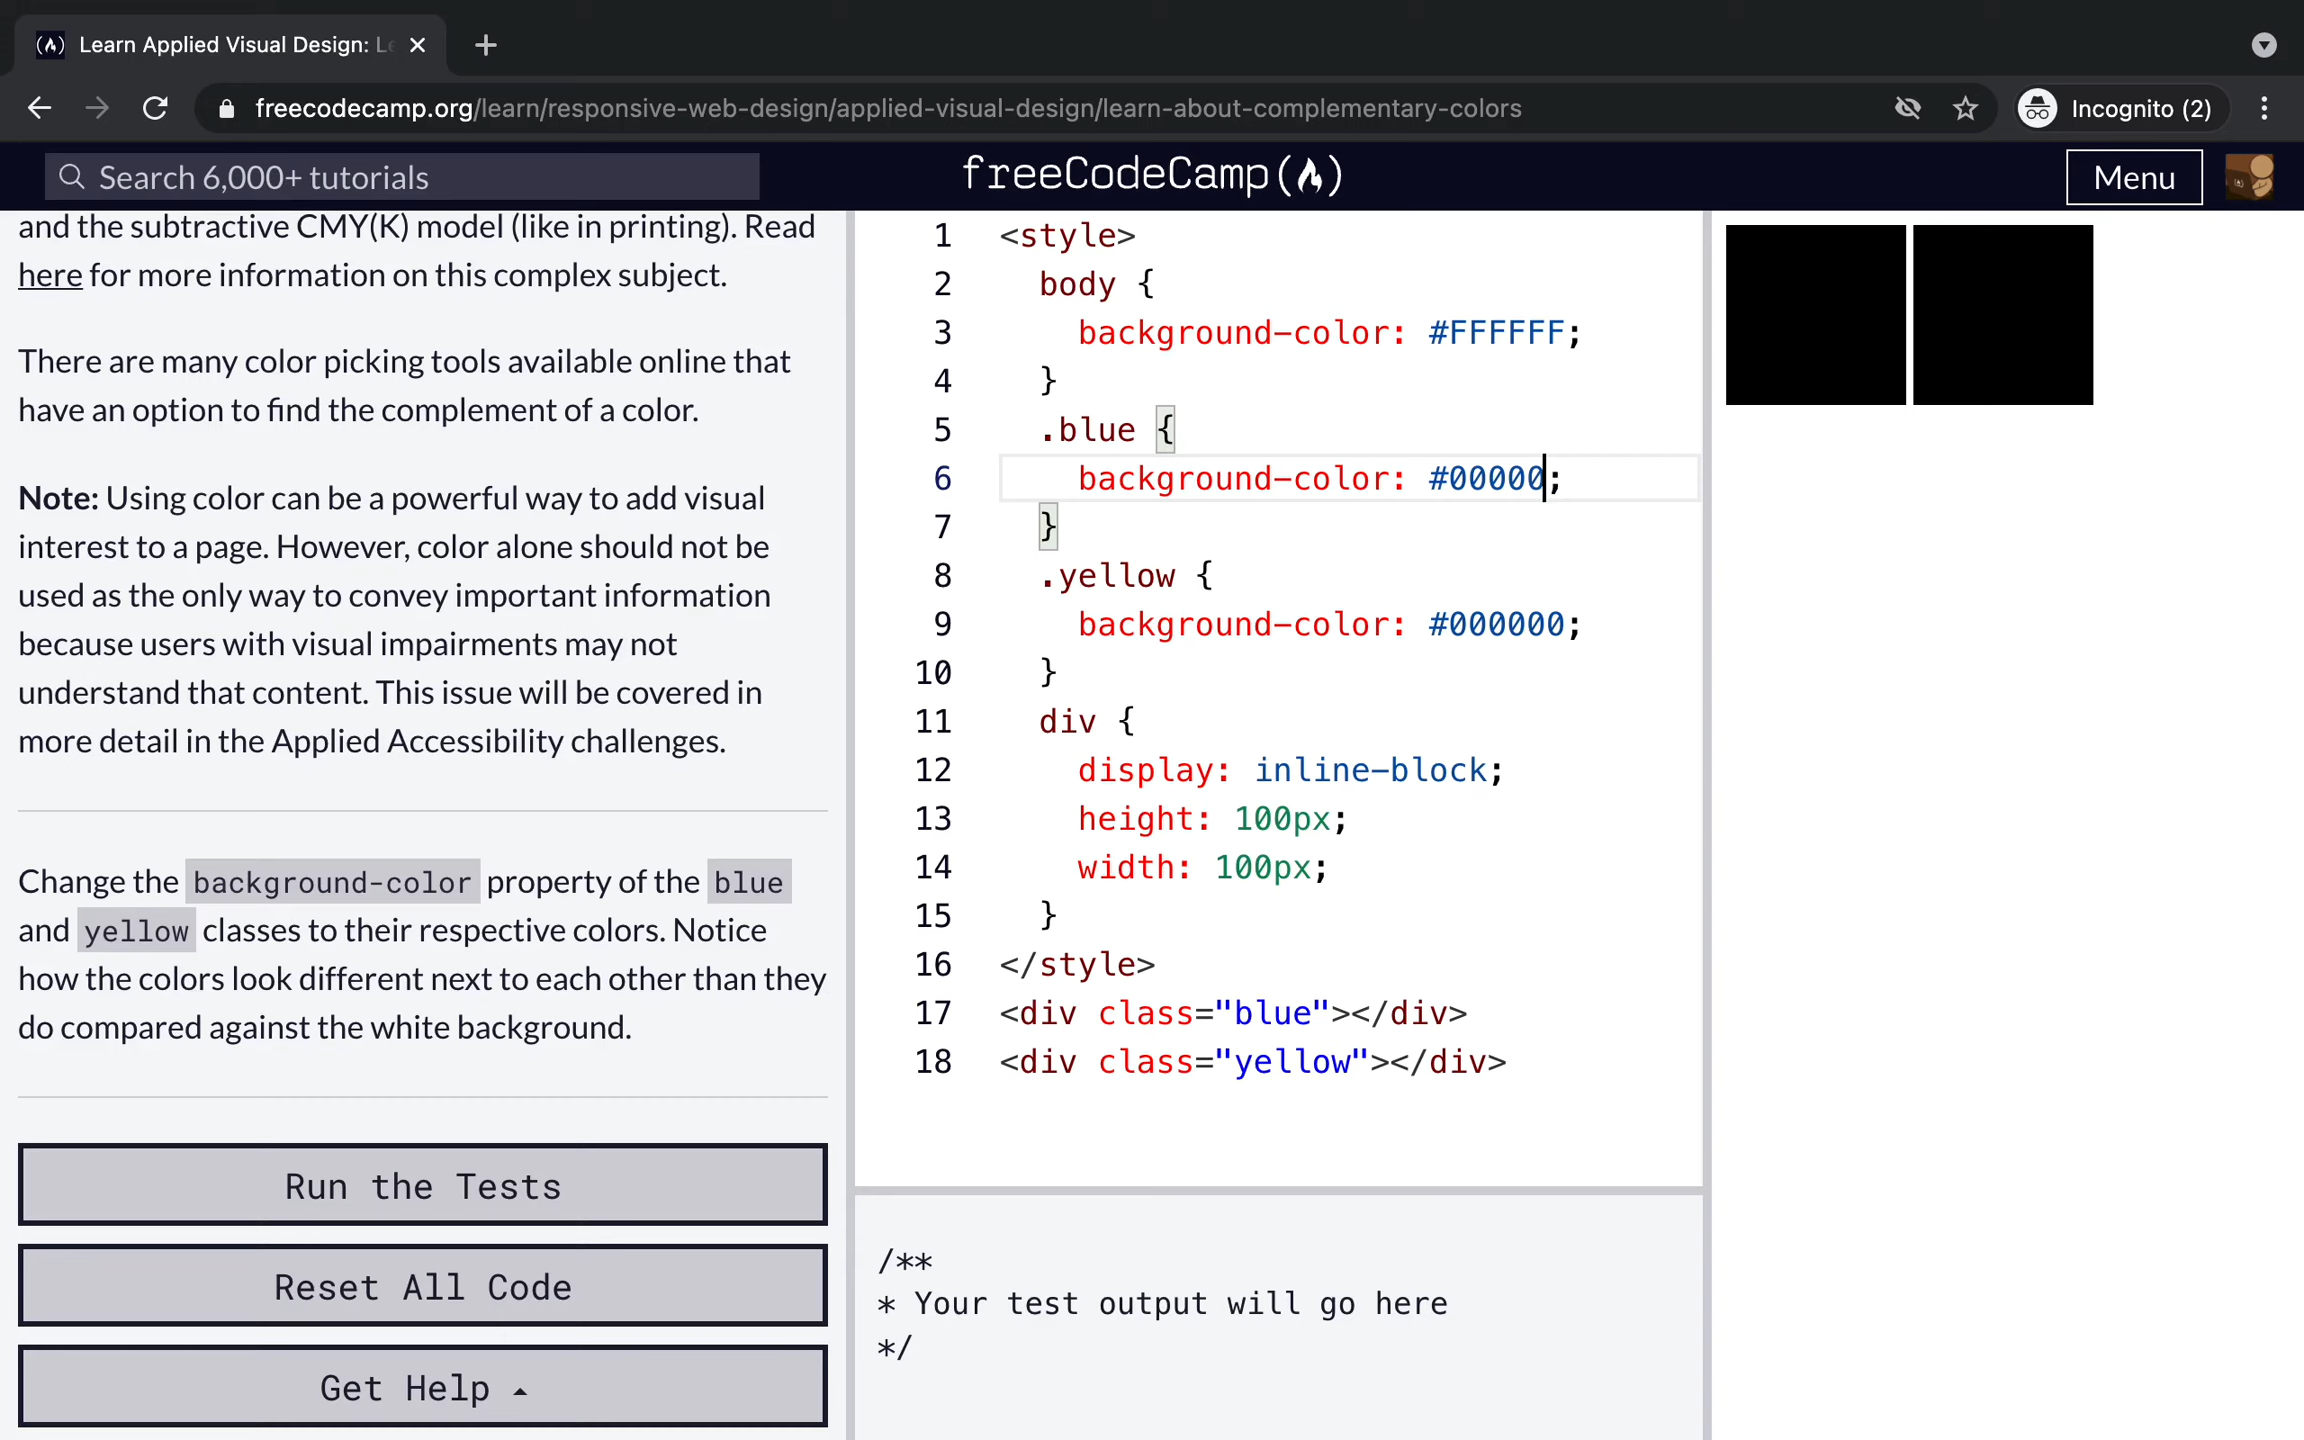 Learn Applied Visual Design: Le
freecodecamp.org/learn/responsive-web-design/applied-visual-design/learn-about-complementary-colors
Incognito (2)
Search 6,000+ tutorials
freeCodeCamp(🔥)
Menu
and the subtractive CMY(K) model (like in printing). Read
here for more information on this complex subject.
There are many color picking tools available online that
have an option to find the complement of a color.
Note: Using color can be a powerful way to add visual
interest to a page. However, color alone should not be
used as the only way to convey important information
because users with visual impairments may not
understand that content. This issue will be covered in
more detail in the Applied Accessibility challenges.
Change the background-color property of the blue
and yellow classes to their respective colors. Notice
how the colors look different next to each other than they
do compared against the white background.
Run the Tests
Reset All Code
Get Help
1 <style>
2 body {
3 background-color: #FFFFFF;
4 }
5 .blue {
6 background-color: #00000;
7 }
8 .yellow {
9 background-color: #000000;
10 }
11 div {
12 display: inline-block;
13 height: 100px;
14 width: 100px;
15 }
16 </style>
17 <div class="blue"></div>
18 <div class="yellow"></div>
/**
* Your test output will go here
*/